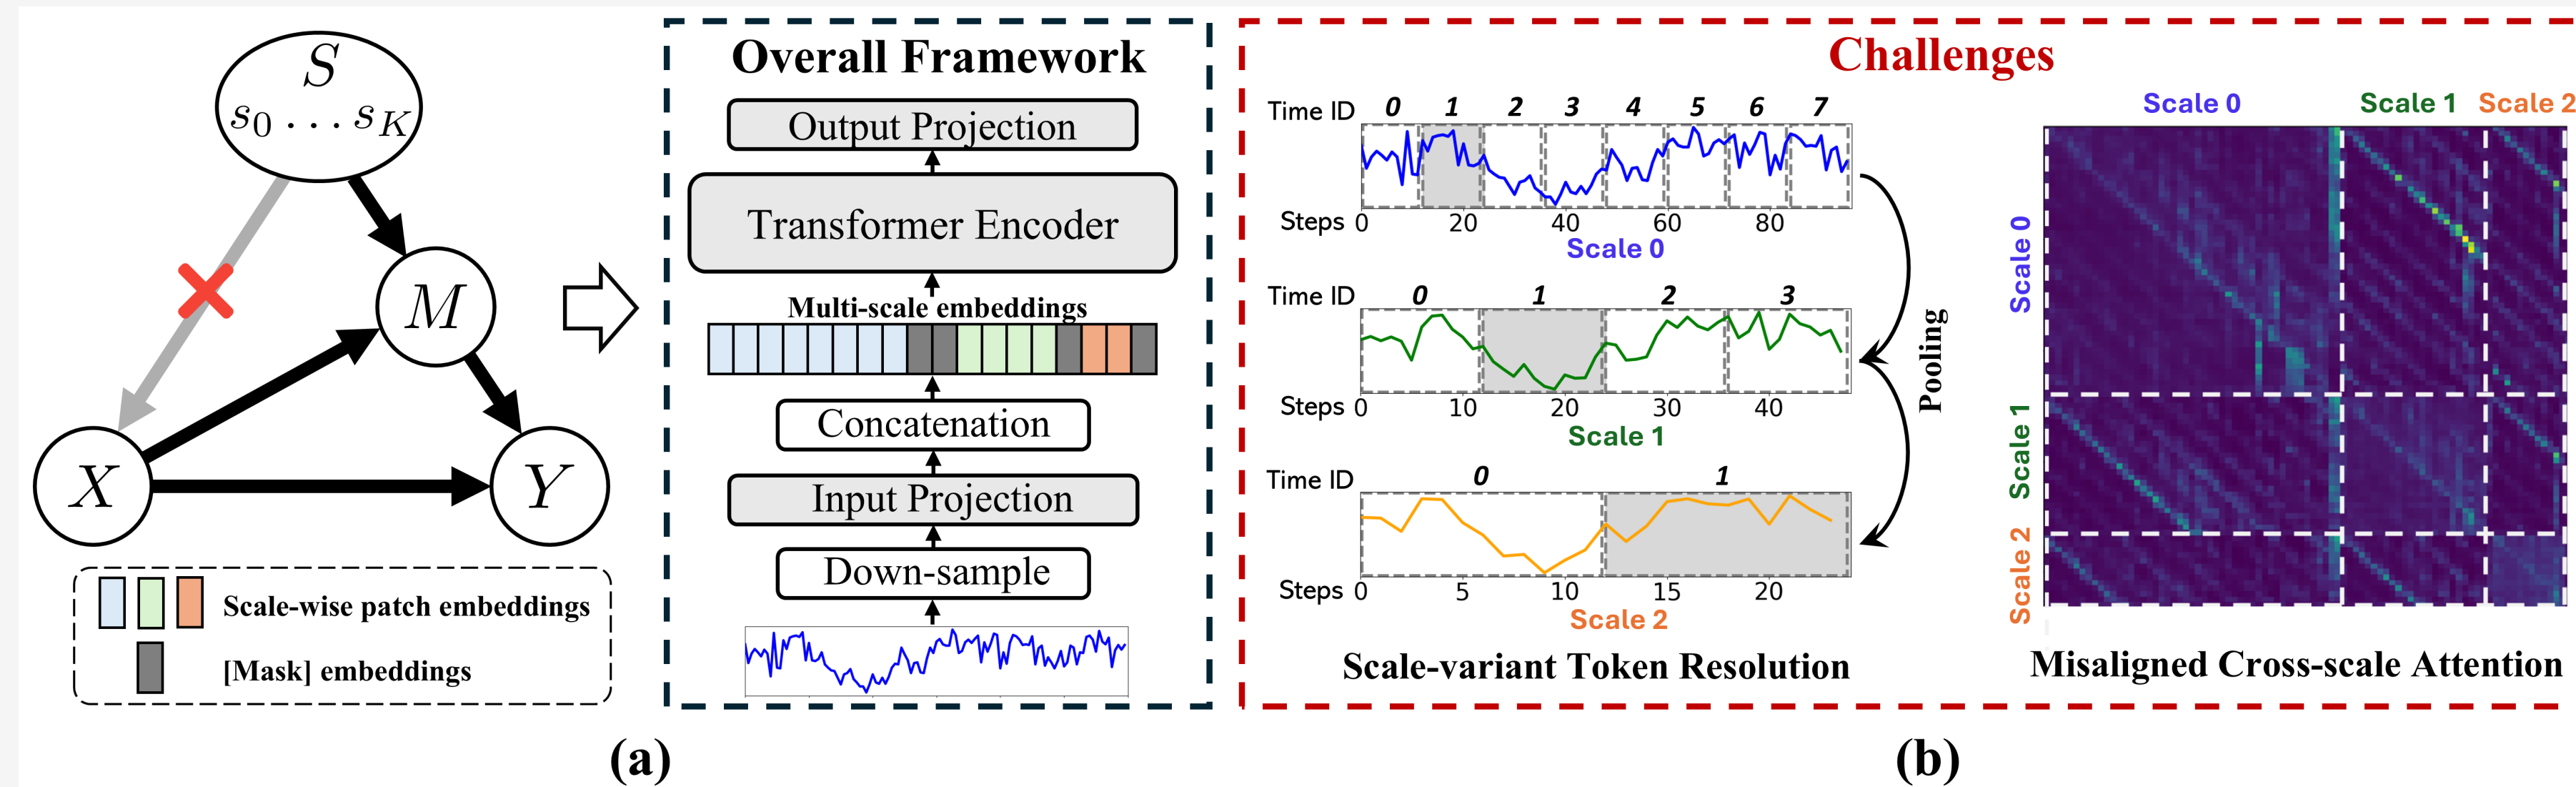 S
s₀ . . . s_K
M
X
Y
Scale-wise patch embeddings
[Mask] embeddings
Overall Framework
Output Projection
Transformer Encoder
Multi-scale embeddings
Concatenation
Input Projection
Down-sample
(a)
Challenges
Time ID 0 1 2 3 4 5 6 7
Steps 0 20 40 60 80
Scale 0
Time ID 0 1 2 3
Steps 0 10 20 30 40
Scale 1
Time ID 0 1
Steps 0 5 10 15 20
Scale 2
Pooling
Scale-variant Token Resolution
Scale 0 Scale 1 Scale 2
Scale 0
Scale 1
Scale 2
Misaligned Cross-scale Attention
(b)